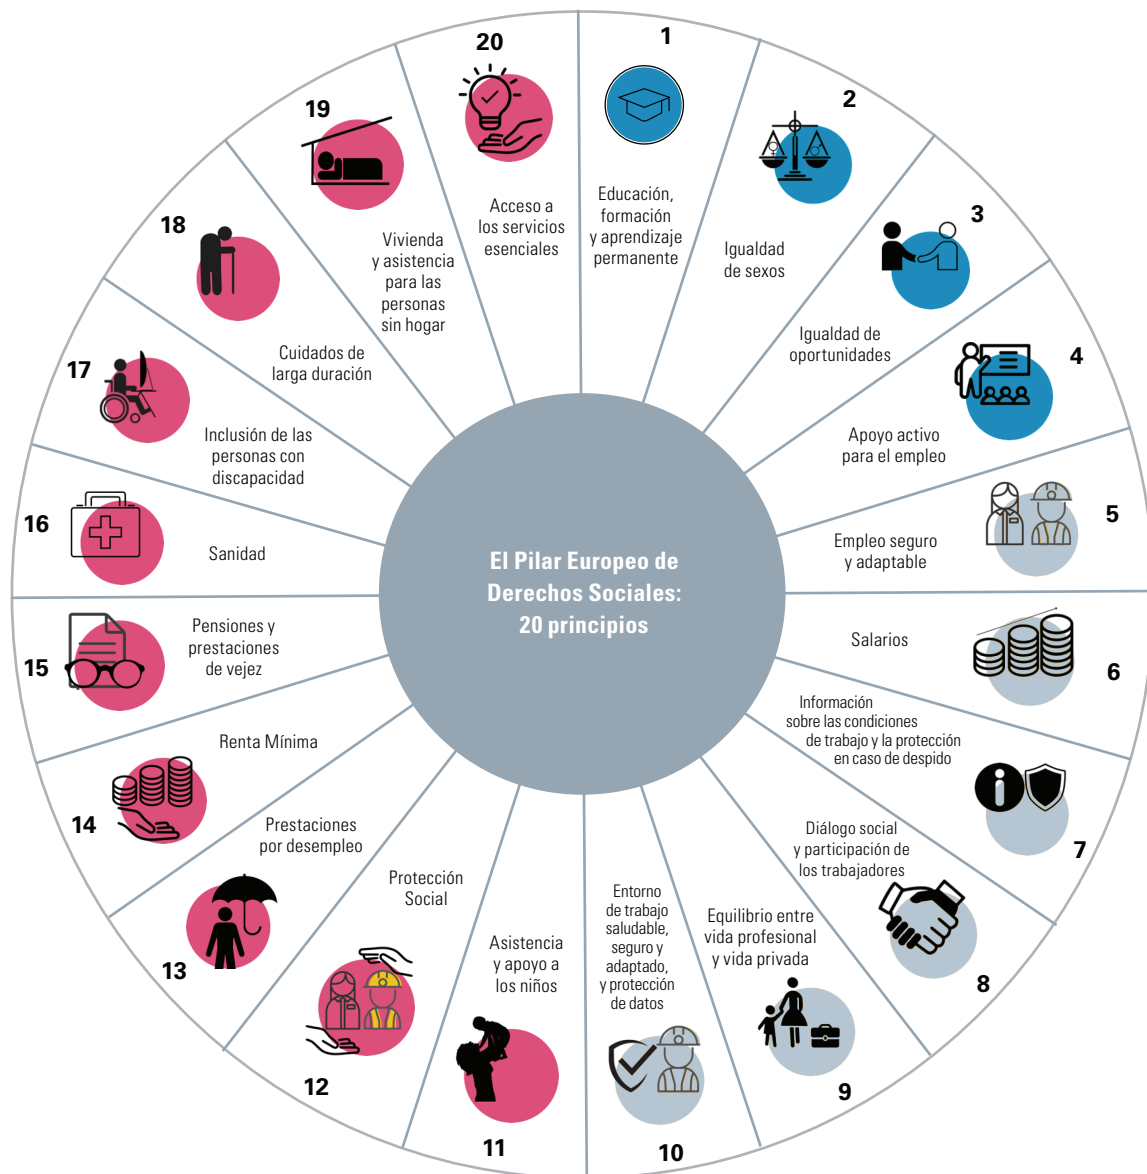 El Pilar Europeo de
Derechos Sociales:
20 principios
1
Educación,
formación
y aprendizaje
permanente
2
Igualdad
de sexos
3
Igualdad de
oportunidades
4
Apoyo activo
para el empleo
5
Empleo seguro
y adaptable
6
Salarios
7
Información
sobre las condiciones
de trabajo y la protección
en caso de despido
8
Diálogo social
y participación de
los trabajadores
9
Equilibrio entre
vida profesional
y vida privada
10
Entorno
de trabajo
saludable,
seguro y
adaptado,
y protección
de datos
11
Asistencia
y apoyo a
los niños
12
Protección
Social
13
Prestaciones
por desempleo
14
Renta Mínima
15
Pensiones y
prestaciones
de vejez
16
Sanidad
17
Inclusión de las
personas con
discapacidad
18
Cuidados de
larga duración
19
Vivienda
y asistencia
para las
personas
sin hogar
20
Acceso a
los servicios
esenciales